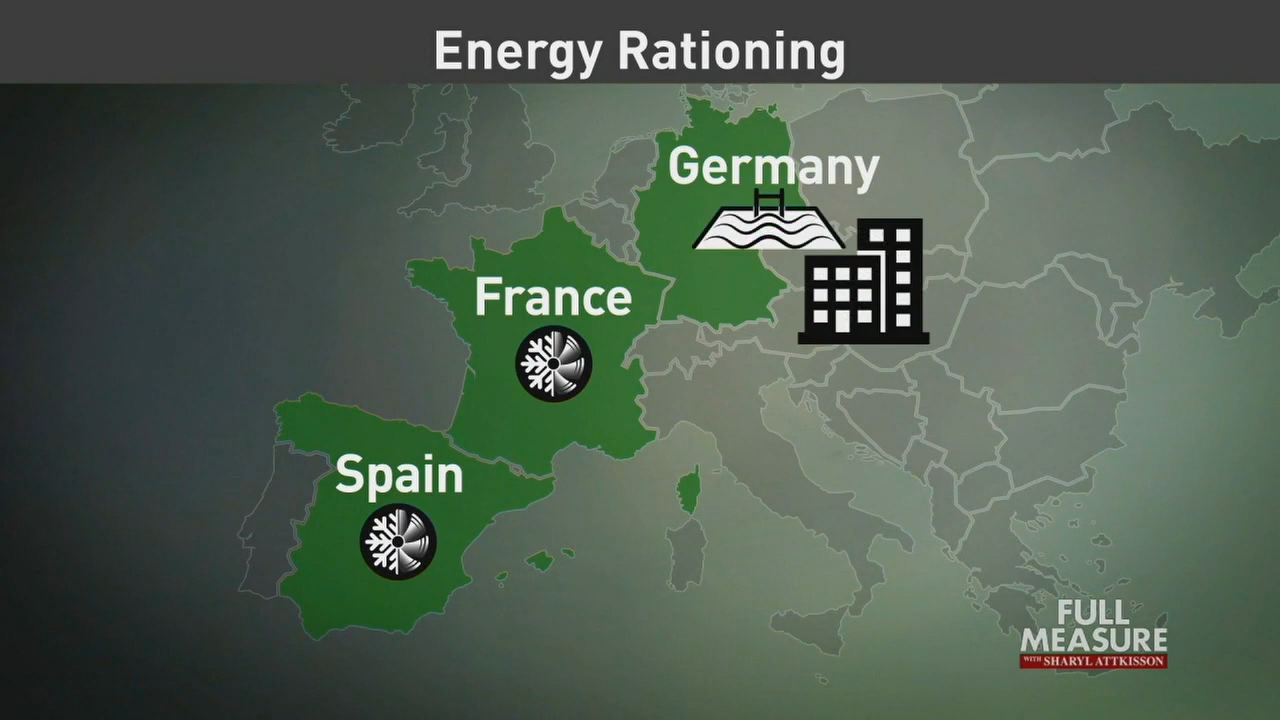 Energy Rationing
Germany
France
Spain
FULL
MEASURE
WITH SHARYL ATTKISSON